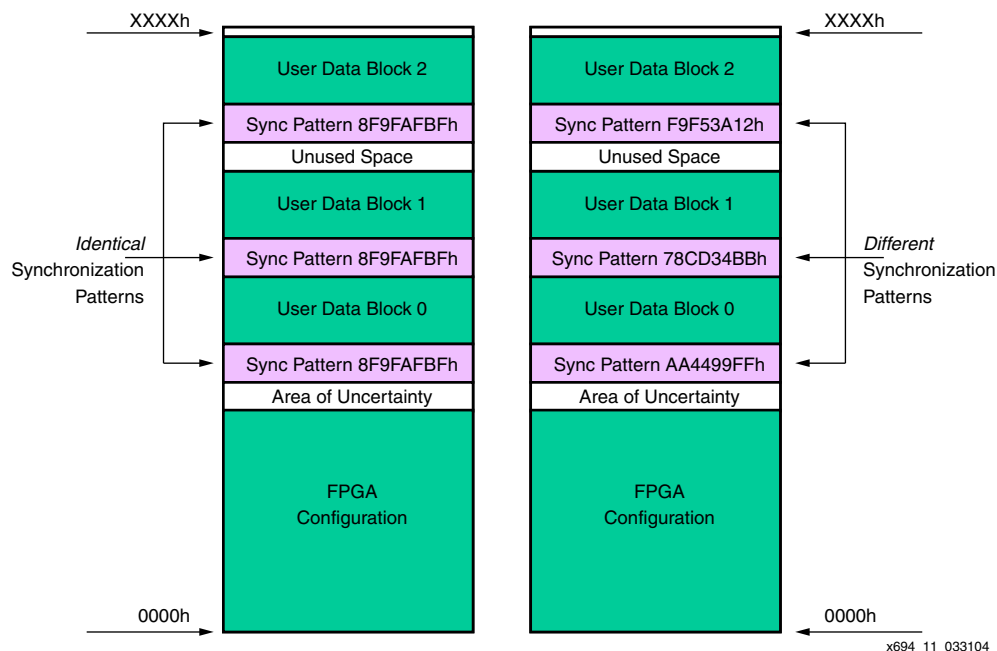 XXXXh
User Data Block 2
Sync Pattern 8F9FAFBFh
Unused Space
User Data Block 1
Identical
Synchronization
Patterns
Sync Pattern 8F9FAFBFh
User Data Block 0
Sync Pattern 8F9FAFBFh
Area of Uncertainty
FPGA
Configuration
0000h
XXXXh
User Data Block 2
Sync Pattern F9F53A12h
Unused Space
User Data Block 1
Sync Pattern 78CD34BBh
Different
Synchronization
Patterns
User Data Block 0
Sync Pattern AA4499FFh
Area of Uncertainty
FPGA
Configuration
0000h
x694_11_033104